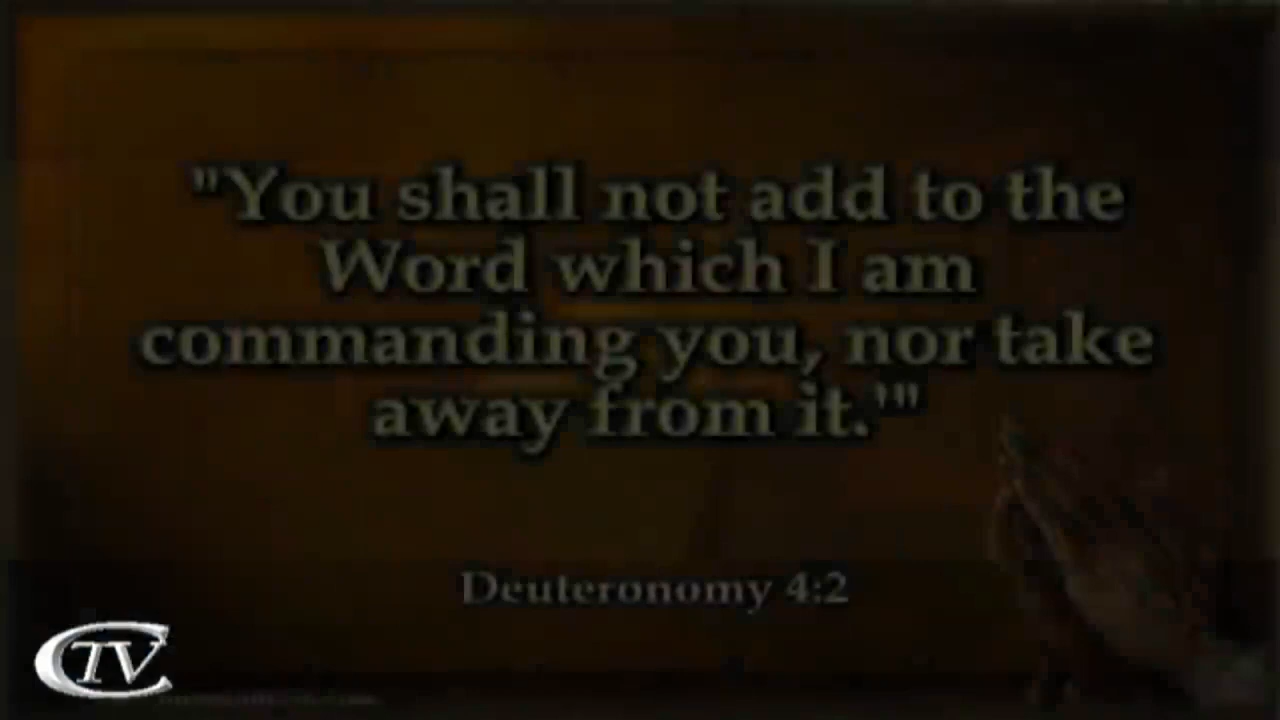 "You shall not add to the
Word which I am
commanding you, nor take
away from it.'"
Deuteronomy 4:2
CTV